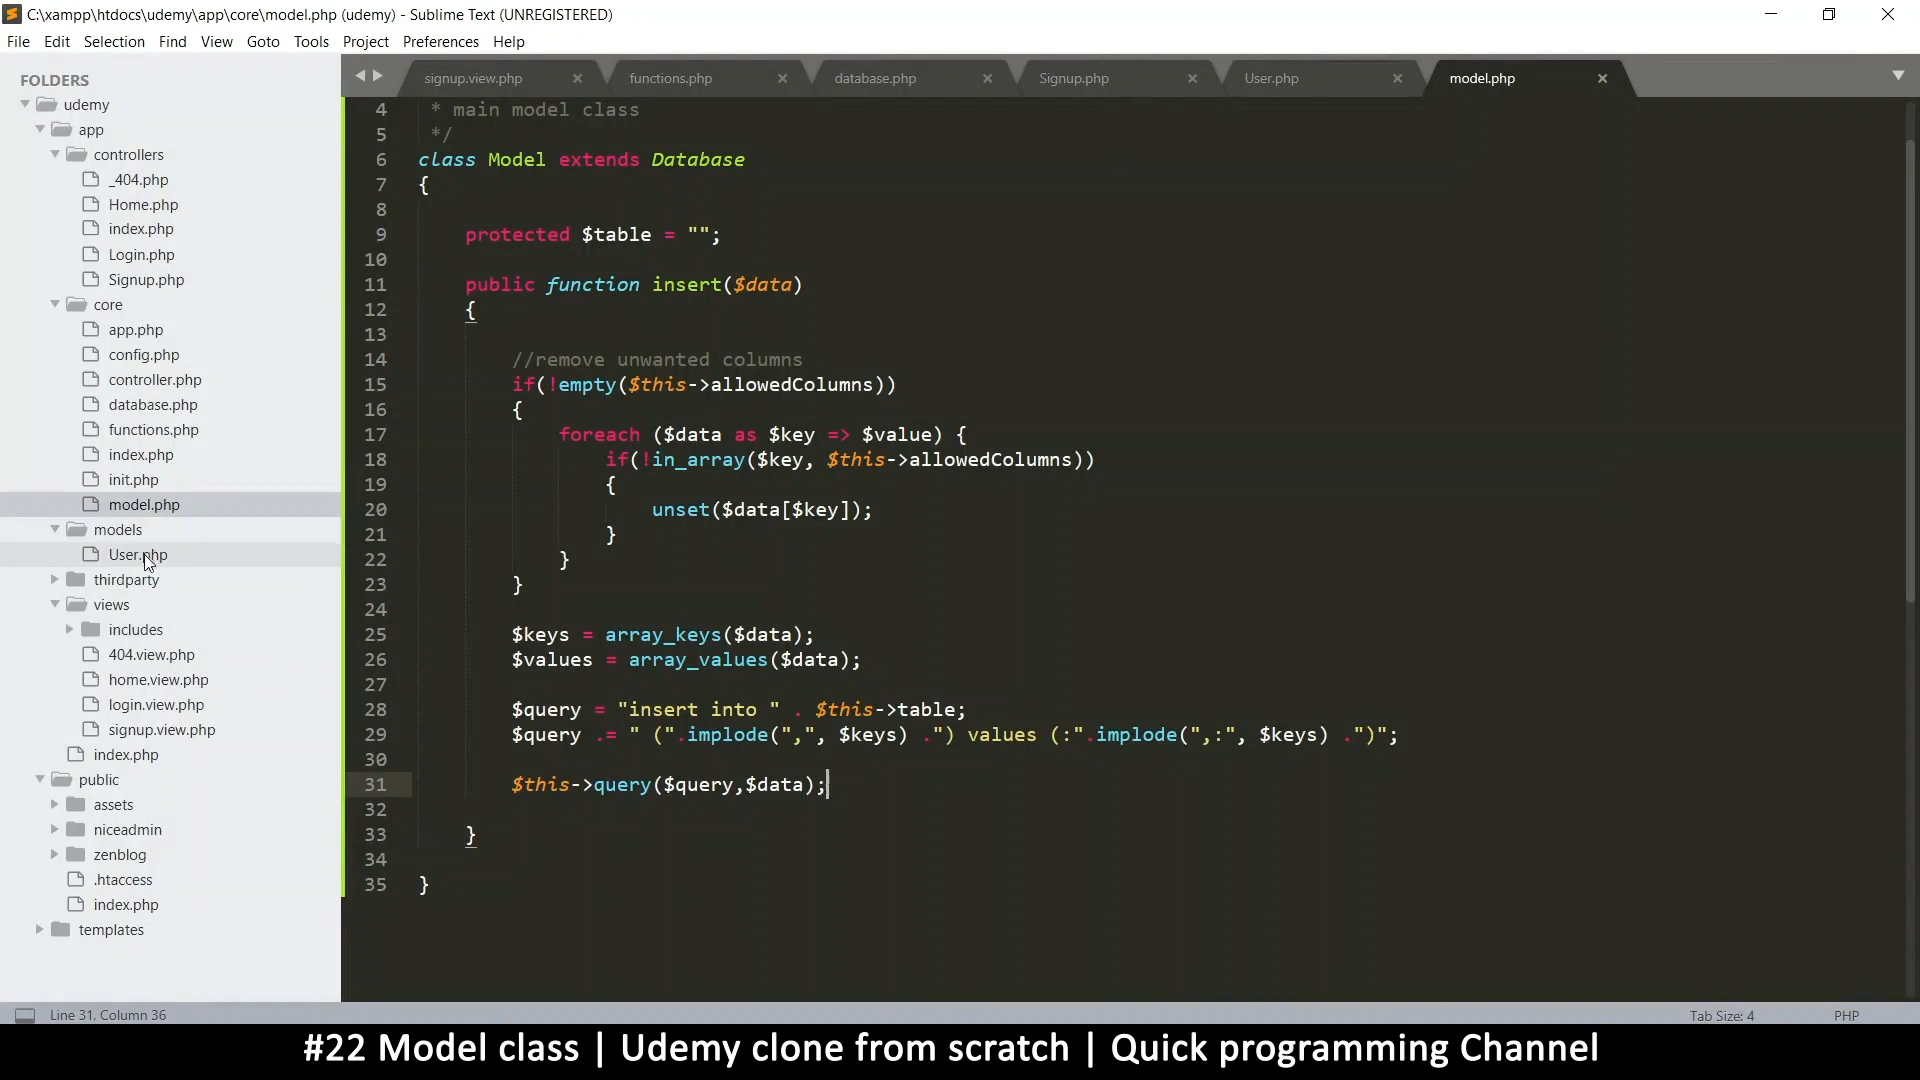 C:\xampp\htdocs\udemy\app\core\model.php (udemy) - Sublime Text (UNREGISTERED)
File Edit Selection Find View Goto Tools Project Preferences Help
FOLDERS
udemy
app
controllers
_404.php
Home.php
index.php
Login.php
Signup.php
core
app.php
config.php
controller.php
database.php
functions.php
index.php
init.php
model.php
models
User.php
thirdparty
views
includes
404.view.php
home.view.php
login.view.php
signup.view.php
index.php
public
assets
niceadmin
zenblog
.htaccess
index.php
templates
signup.view.php functions.php database.php Signup.php User.php model.php
4 * main model class
5 */
6 class Model extends Database
7 {
8
9 protected $table = "";
10
11 public function insert($data)
12 {
13
14 //remove unwanted columns
15 if(!empty($this->allowedColumns))
16 {
17 foreach ($data as $key => $value) {
18 if(!in_array($key, $this->allowedColumns))
19 {
20 unset($data[$key]);
21 }
22 }
23 }
24
25 $keys = array_keys($data);
26 $values = array_values($data);
27
28 $query = "insert into " . $this->table;
29 $query .= " (".implode(",", $keys) .") values (:".implode(",:", $keys) .")";
30
31 $this->query($query,$data);
32
33 }
34
35 }
Line 31, Column 36 Tab Size: 4 PHP
#22 Model class | Udemy clone from scratch | Quick programming Channel